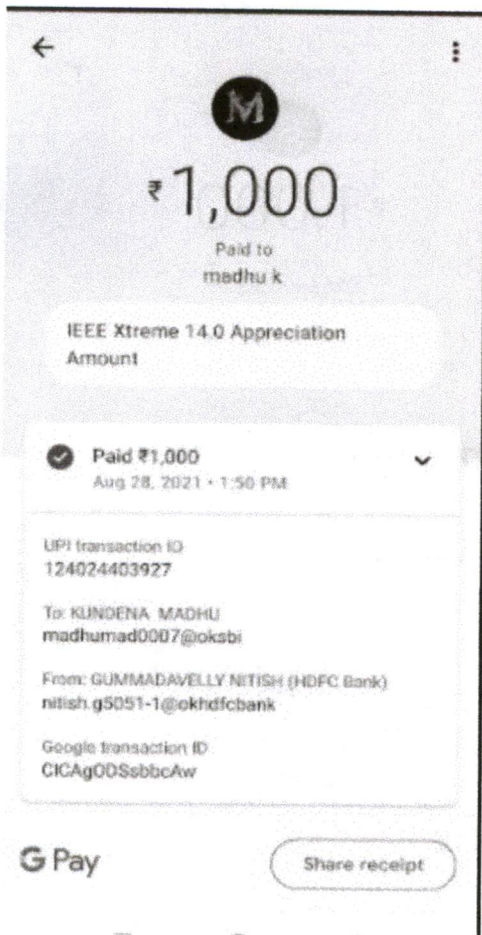 M
₹1,000
Paid to
madhu k
IEEE Xtreme 14.0 Appreciation
Amount
Paid ₹1,000
Aug 28, 2021 • 1:50 PM
UPI transaction ID
124024403927
To: KUNDENA MADHU
madhumad0007@oksbi
From: GUMMADAVELLY NITISH (HDFC Bank)
nitish.g5051-1@okhdfcbank
Google transaction ID
CICAgODSsbbcAw
G Pay
Share receipt